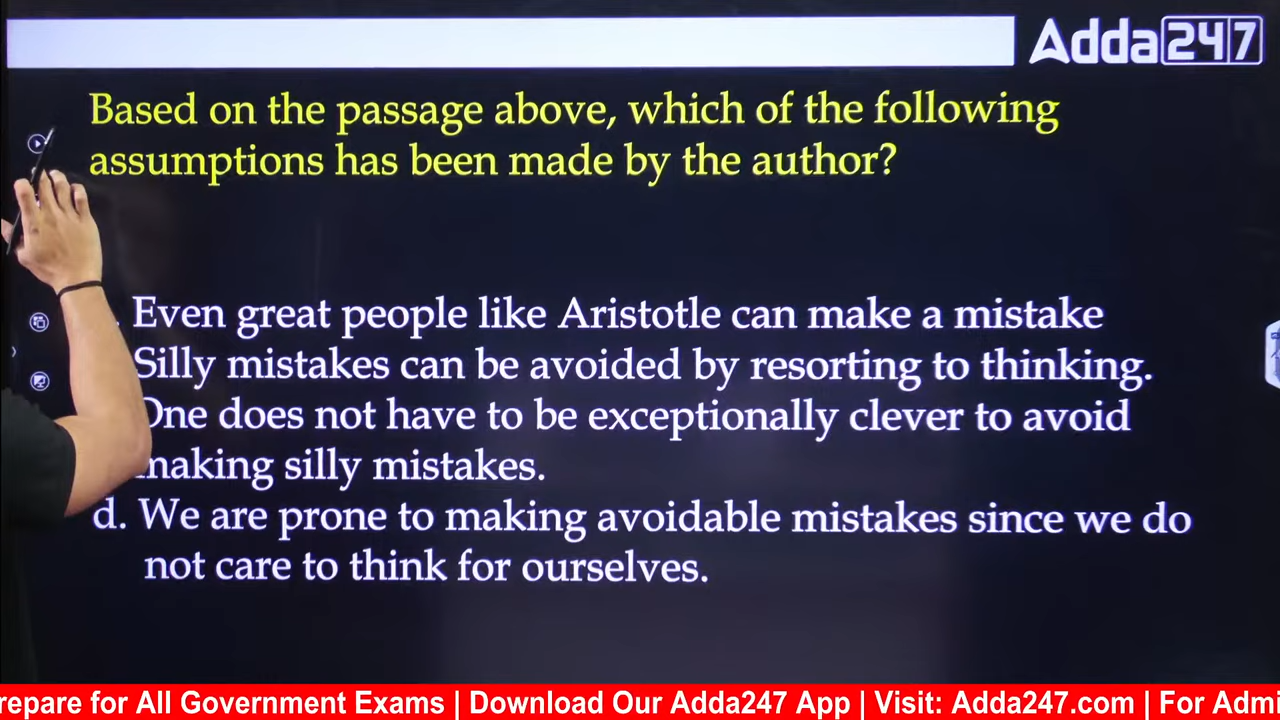 Adda247
Based on the passage above, which of the following
assumptions has been made by the author?
Even great people like Aristotle can make a mistake
Silly mistakes can be avoided by resorting to thinking.
One does not have to be exceptionally clever to avoid
making silly mistakes.
d. We are prone to making avoidable mistakes since we do
not care to think for ourselves.
repare for All Government Exams | Download Our Adda247 App | Visit: Adda247.com | For Admi